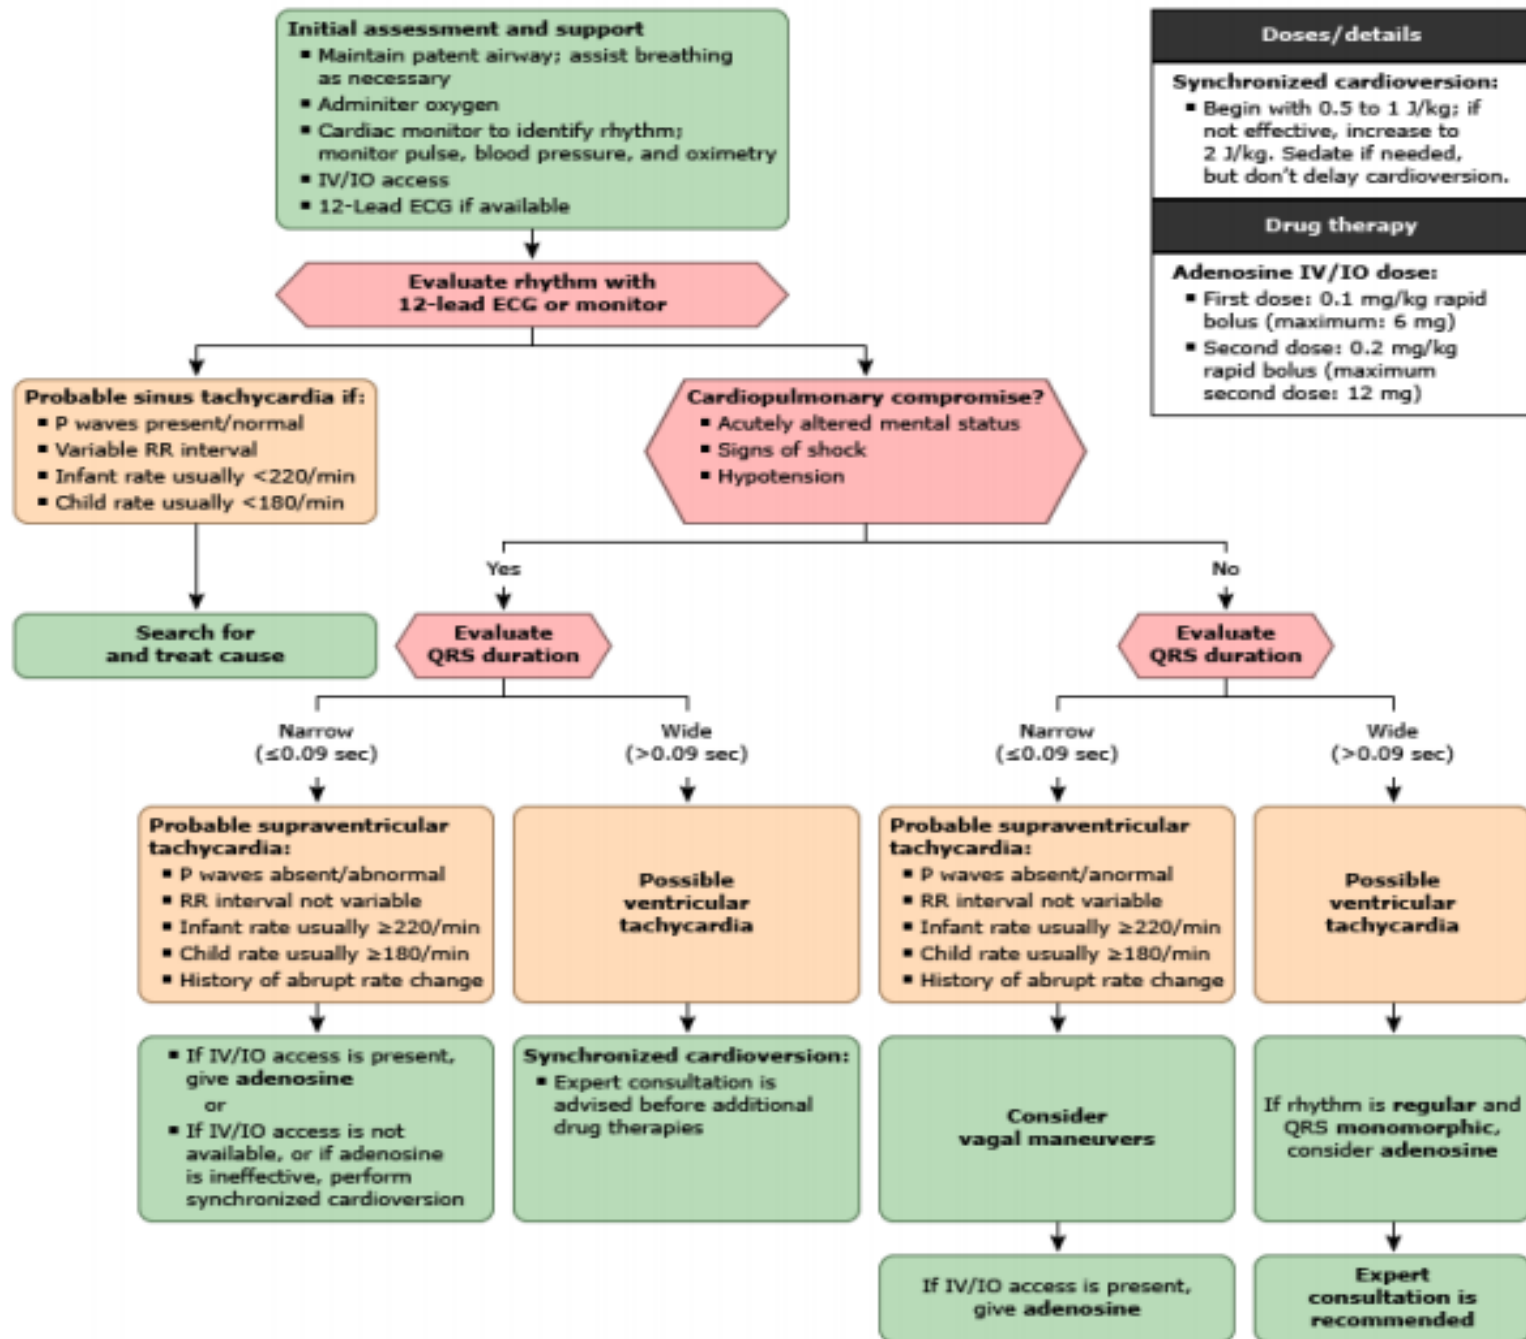 Initial assessment and support
▪ Maintain patent airway; assist breathing
as necessary
▪ Adminiter oxygen
▪ Cardiac monitor to identify rhythm;
monitor pulse, blood pressure, and oximetry
▪ IV/IO access
▪ 12-Lead ECG if available
Doses/details
Synchronized cardioversion:
▪ Begin with 0.5 to 1 J/kg; if
not effective, increase to
2 J/kg. Sedate if needed,
but don't delay cardioversion.
Drug therapy
Adenosine IV/IO dose:
▪ First dose: 0.1 mg/kg rapid
bolus (maximum: 6 mg)
▪ Second dose: 0.2 mg/kg
rapid bolus (maximum
second dose: 12 mg)
Evaluate rhythm with
12-lead ECG or monitor
Probable sinus tachycardia if:
▪ P waves present/normal
▪ Variable RR interval
▪ Infant rate usually <220/min
▪ Child rate usually <180/min
Search for
and treat cause
Cardiopulmonary compromise?
▪ Acutely altered mental status
▪ Signs of shock
▪ Hypotension
Yes
No
Evaluate
QRS duration
Evaluate
QRS duration
Narrow
(≤0.09 sec)
Wide
(>0.09 sec)
Narrow
(≤0.09 sec)
Wide
(>0.09 sec)
Probable supraventricular
tachycardia:
▪ P waves absent/abnormal
▪ RR interval not variable
▪ Infant rate usually ≥220/min
▪ Child rate usually ≥180/min
▪ History of abrupt rate change
Possible
ventricular
tachycardia
Probable supraventricular
tachycardia:
▪ P waves absent/anormal
▪ RR interval not variable
▪ Infant rate usually ≥220/min
▪ Child rate usually ≥180/min
▪ History of abrupt rate change
Possible
ventricular
tachycardia
▪ If IV/IO access is present,
give adenosine
or
▪ If IV/IO access is not
available, or if adenosine
is ineffective, perform
synchronized cardioversion
Synchronized cardioversion:
▪ Expert consultation is
advised before additional
drug therapies
Consider
vagal maneuvers
If rhythm is regular and
QRS monomorphic,
consider adenosine
If IV/IO access is present,
give adenosine
Expert
consultation is
recommended